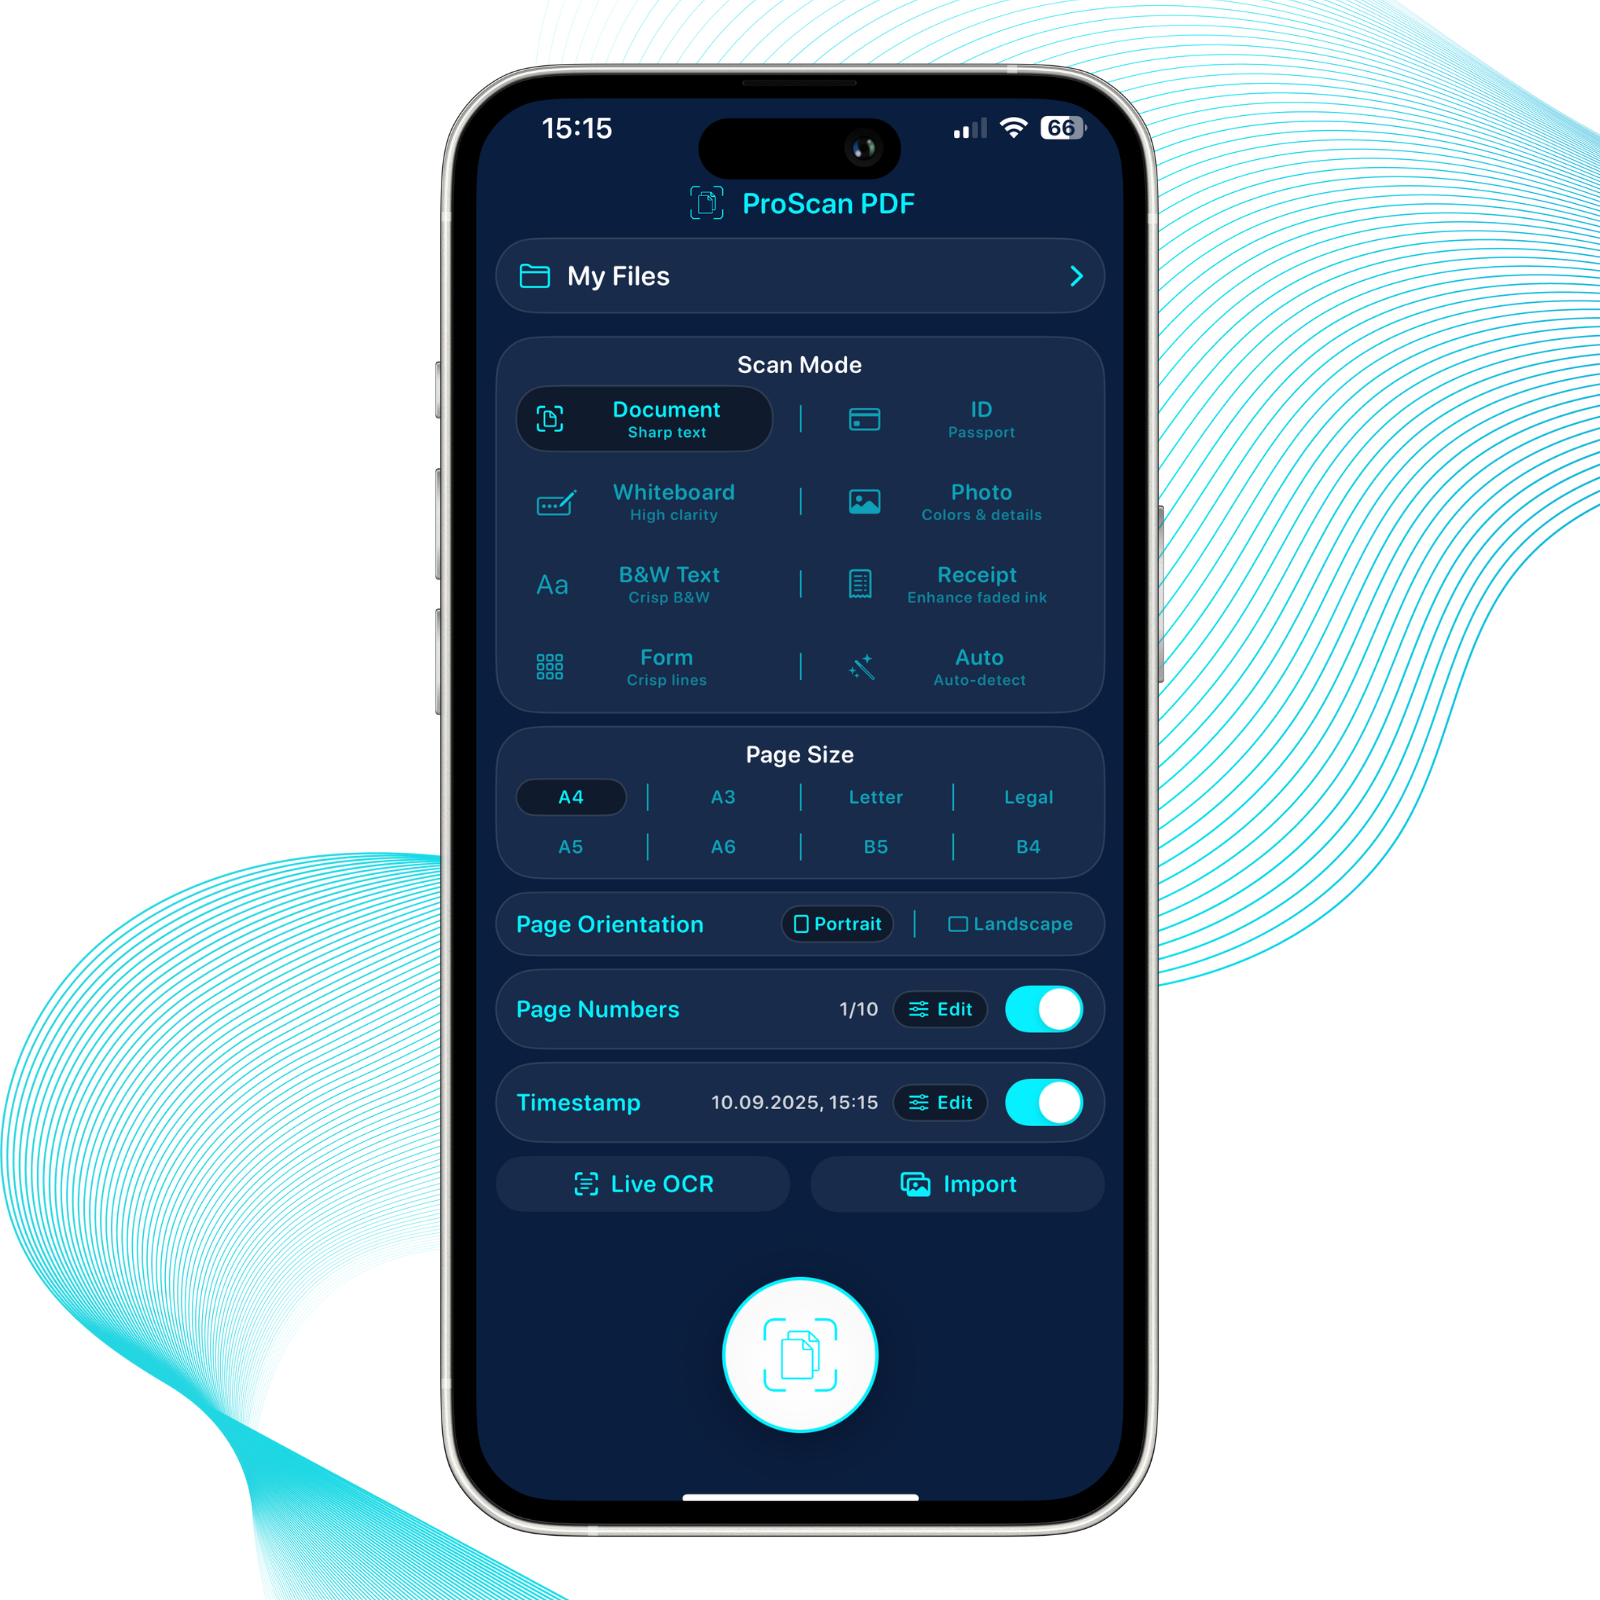 15:15
66
ProScan PDF
My Files
Scan Mode
Document
Sharp text
ID
Passport
Whiteboard
High clarity
Photo
Colors & details
Aa
B&W Text
Crisp B&W
Receipt
Enhance faded ink
Form
Crisp lines
Auto
Auto-detect
Page Size
A4 A3 Letter Legal
A5 A6 B5 B4
Page Orientation Portrait Landscape
Page Numbers 1/10 Edit
Timestamp 10.09.2025, 15:15 Edit
Live OCR Import